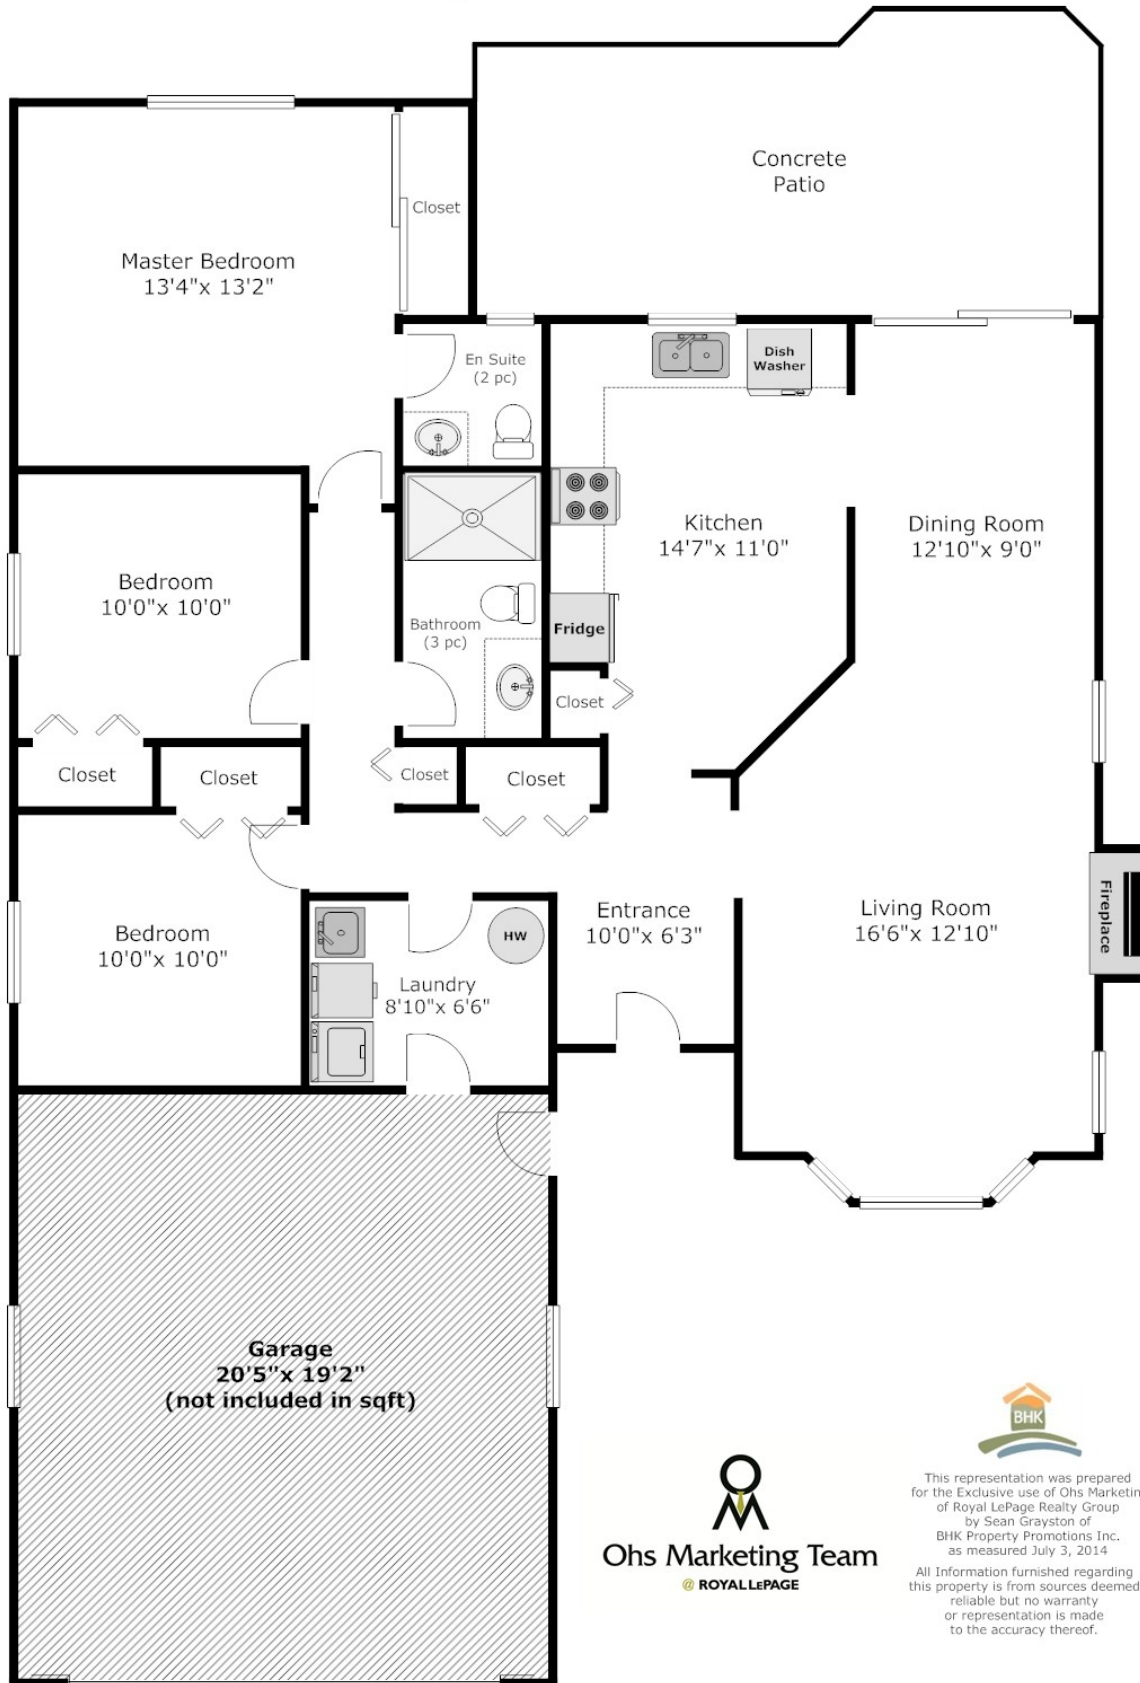 Concrete
Patio
Closet
Master Bedroom
13'4"x 13'2"
En Suite
(2 pc)
Dish
Washer
Kitchen
14'7"x 11'0"
Dining Room
12'10"x 9'0"
Bedroom
10'0"x 10'0"
Bathroom
(3 pc)
Fridge
Closet
Closet
Closet
Closet
Closet
Bedroom
10'0"x 10'0"
HW
Laundry
8'10"x 6'6"
Entrance
10'0"x 6'3"
Living Room
16'6"x 12'10"
Fireplace
Garage
20'5"x 19'2"
(not included in sqft)
BHK
Ohs Marketing Team
@ ROYAL LEPAGE
This representation was prepared
for the Exclusive use of Ohs Marketin
of Royal LePage Realty Group
by Sean Grayston of
BHK Property Promotions Inc.
as measured July 3, 2014
All Information furnished regarding
this property is from sources deemed
reliable but no warranty
or representation is made
to the accuracy thereof.